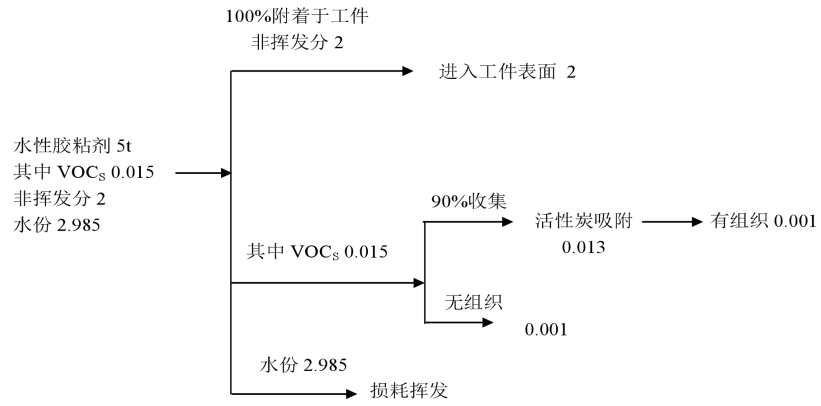 100%附着于工件
非挥发分 2
进入工件表面 2
水性胶粘剂 5t
其中 VOCS 0.015
非挥发分 2
水份 2.985
90%收集
活性炭吸附
0.013
有组织 0.001
其中 VOCS 0.015
无组织
0.001
水份 2.985
损耗挥发